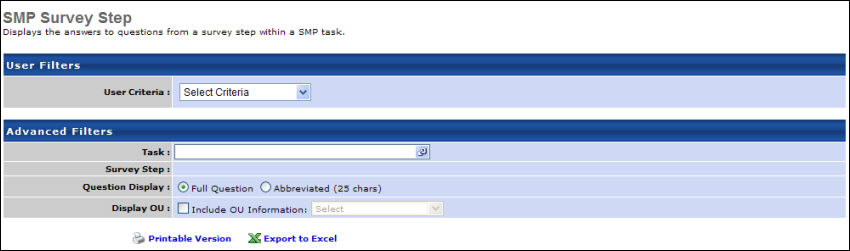 SMP Survey Step
Displays the answers to questions from a survey step within a SMP task.
User Filters
User Criteria : Select Criteria
Advanced Filters
Task :
Survey Step :
Question Display : Full Question Abbreviated (25 chars)
Display OU : Include OU Information: Select
Printable Version Export to Excel